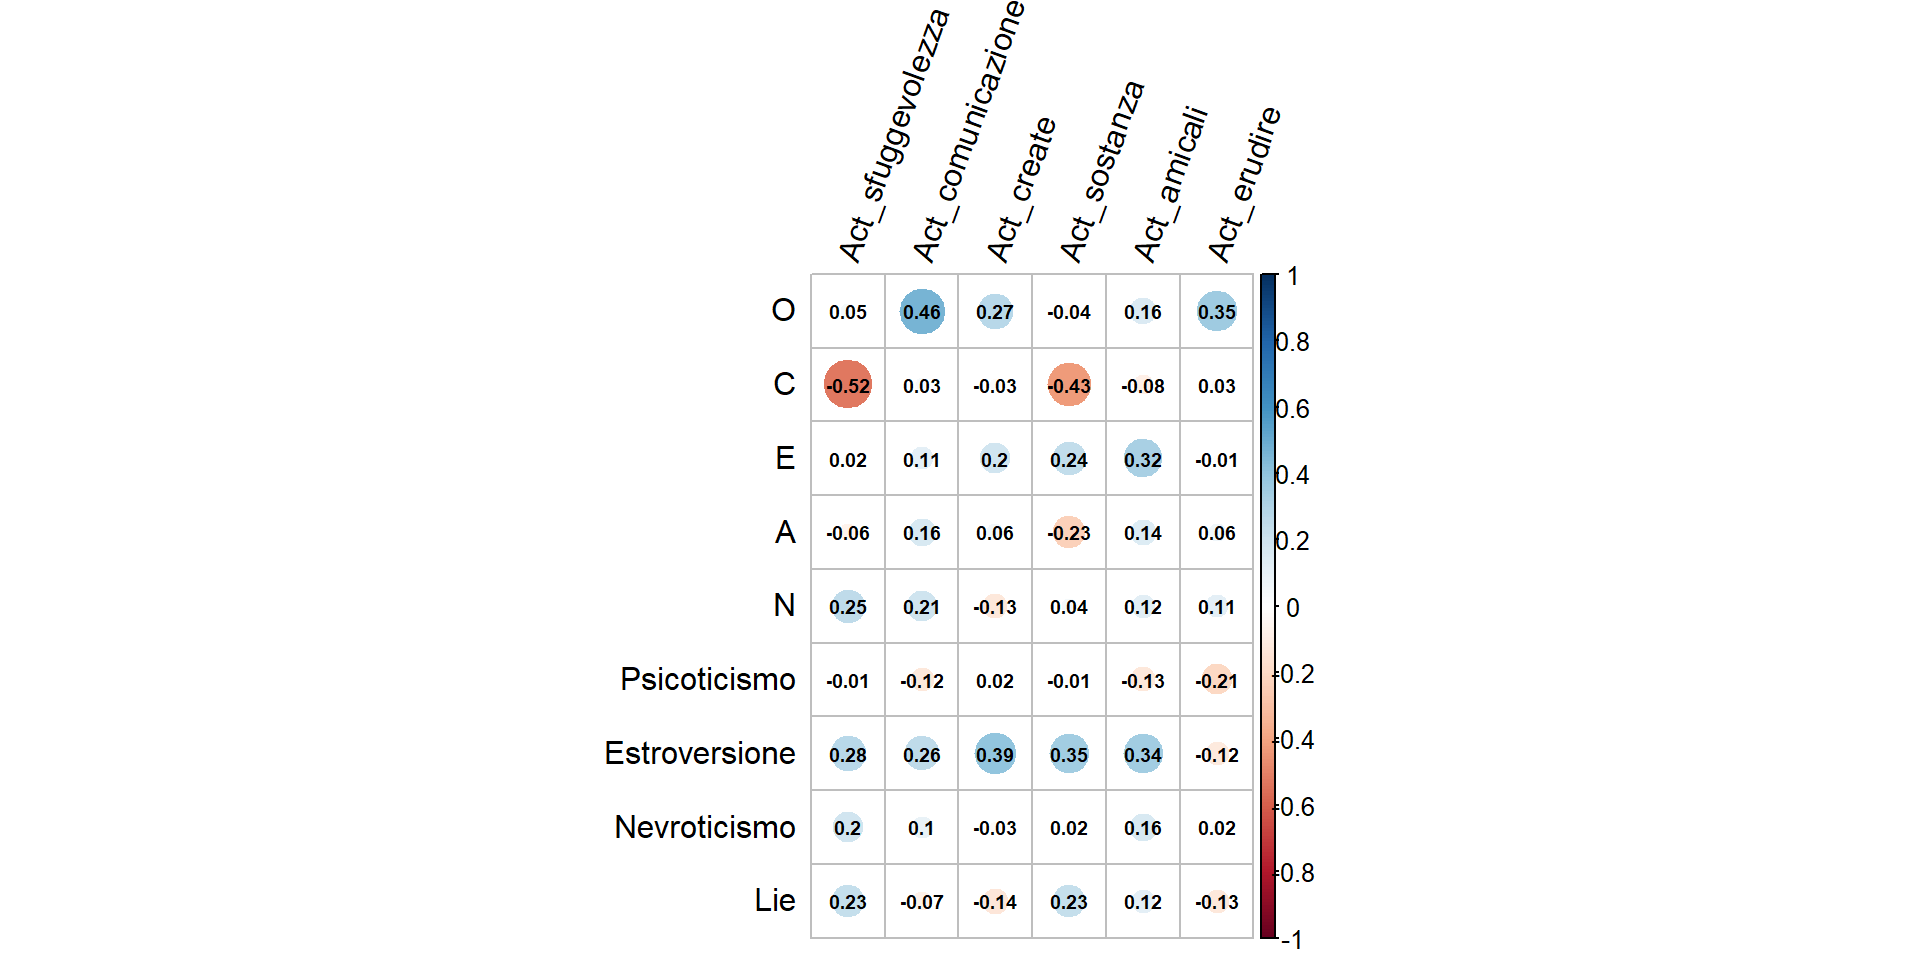 Act_sfuggevolezza Act_comunicazione Act_create Act_sostanza Act_amicali Act_erudire
O 0.05 0.46 0.27 -0.04 0.16 0.35
C -0.52 0.03 -0.03 -0.43 -0.08 0.03
E 0.02 0.11 0.2 0.24 0.32 -0.01
A -0.06 0.16 0.06 -0.23 0.14 0.06
N 0.25 0.21 -0.13 0.04 0.12 0.11
Psicoticismo -0.01 -0.12 0.02 -0.01 -0.13 -0.21
Estroversione 0.28 0.26 0.39 0.35 0.34 -0.12
Nevroticismo 0.2 0.1 -0.03 0.02 0.16 0.02
Lie 0.23 -0.07 -0.14 0.23 0.12 -0.13
1
0.8
0.6
0.4
0.2
0
-0.2
-0.4
-0.6
-0.8
-1